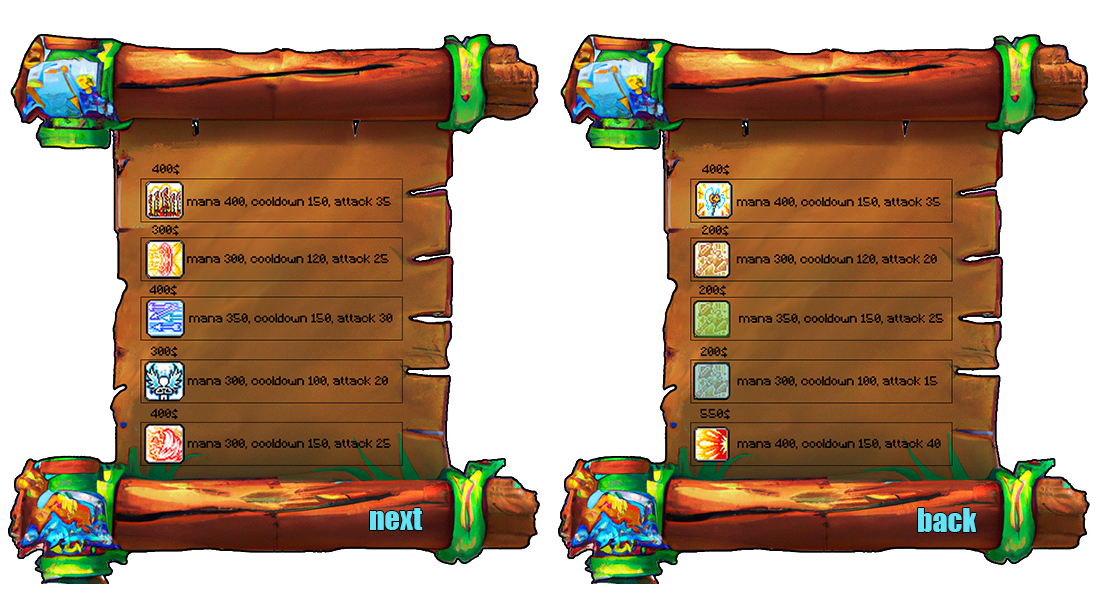 400$
mana 400, cooldown 150, attack 35
300$
mana 300, cooldown 120, attack 25
400$
mana 350, cooldown 150, attack 30
300$
mana 300, cooldown 100, attack 20
400$
mana 300, cooldown 150, attack 25
next
400$
mana 400, cooldown 150, attack 35
200$
mana 300, cooldown 120, attack 20
200$
mana 350, cooldown 150, attack 25
200$
mana 300, cooldown 100, attack 15
550$
mana 400, cooldown 150, attack 40
back